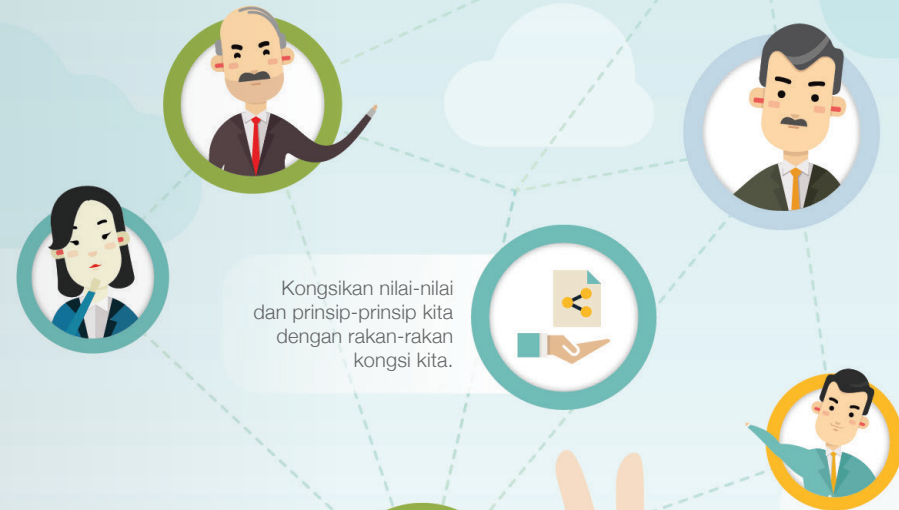 Kongsikan nilai-nilai
dan prinsip-prinsip kita
dengan rakan-rakan
kongsi kita.